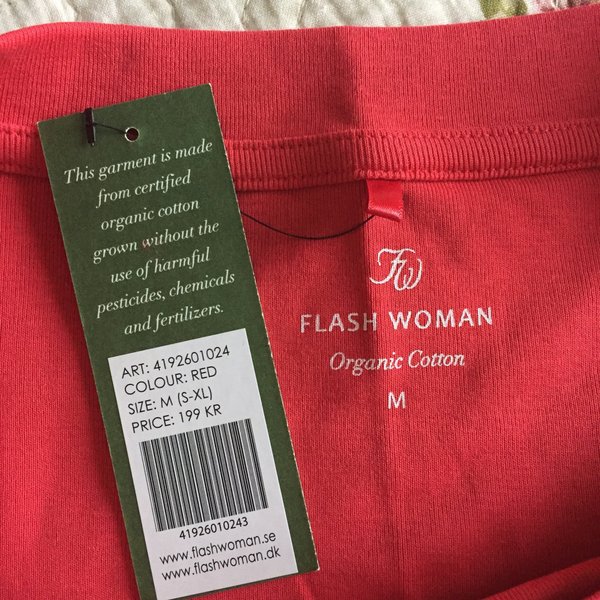 This garment is made
from certified
organic cotton
grown without the
use of harmful
pesticides, chemicals
and fertilizers.
ART: 4192601024
COLOUR: RED
SIZE: M (S-XL)
PRICE: 199 KR
41926010243
www.flashwoman.se
www.flashwoman.dk
FW
FLASH WOMAN
Organic Cotton
M